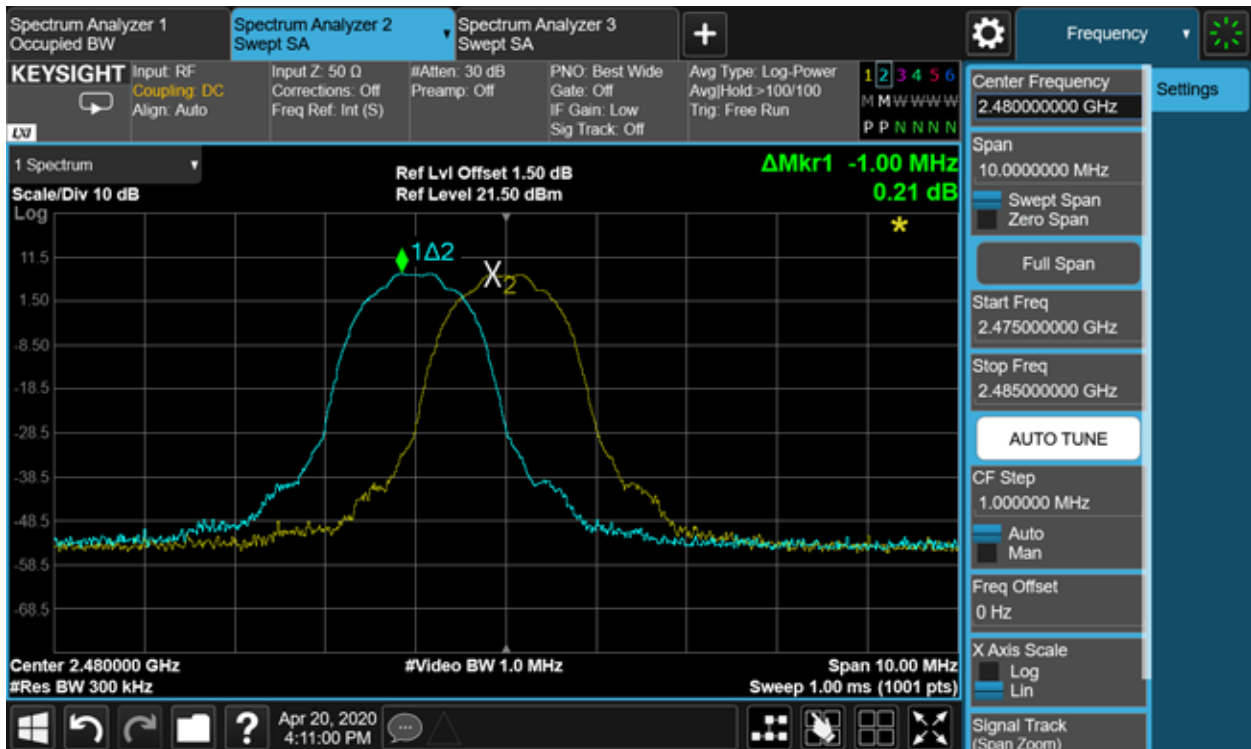 Spectrum Analyzer 1
Occupied BW
Spectrum Analyzer 2
Swept SA
Spectrum Analyzer 3
Swept SA
+
Frequency
KEYSIGHT
LXI
Input: RF
Coupling: DC
Align: Auto
Input Z: 50 Ω
Corrections: Off
Freq Ref: Int (S)
#Atten: 30 dB
Preamp: Off
PNO: Best Wide
Gate: Off
IF Gain: Low
Sig Track: Off
Avg Type: Log-Power
Avg|Hold:>100/100
Trig: Free Run
1 2 3 4 5 6
M M W W W W
P P N N N N
1 Spectrum
Scale/Div 10 dB
Log
Ref Lvl Offset 1.50 dB
Ref Level 21.50 dBm
ΔMkr1 -1.00 MHz
0.21 dB
*
1Δ2
X2
11.5
1.50
-8.50
-18.5
-28.5
-38.5
-48.5
-58.5
-68.5
Center 2.480000 GHz
#Res BW 300 kHz
#Video BW 1.0 MHz
Span 10.00 MHz
Sweep 1.00 ms (1001 pts)
?
Apr 20, 2020
4:11:00 PM
Center Frequency
2.480000000 GHz
Span
10.0000000 MHz
Swept Span
Zero Span
Full Span
Start Freq
2.475000000 GHz
Stop Freq
2.485000000 GHz
AUTO TUNE
CF Step
1.000000 MHz
Auto
Man
Freq Offset
0 Hz
X Axis Scale
Log
Lin
Signal Track
(Span Zoom)
Settings